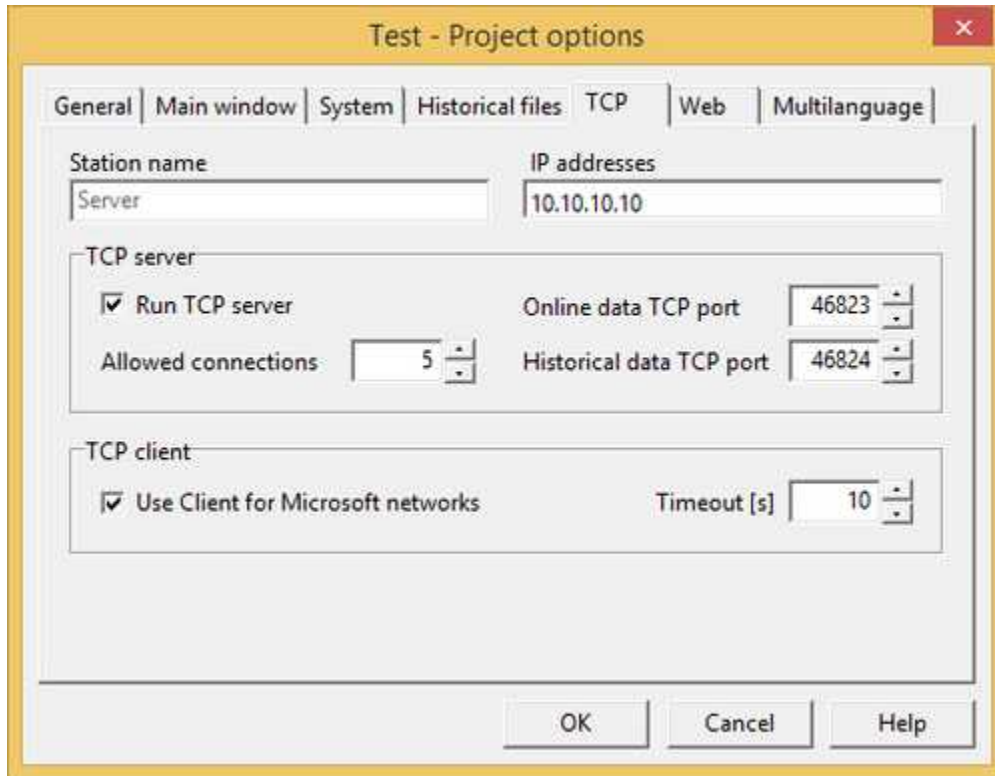 Test - Project options
General Main window System Historical files TCP Web Multilanguage
Station name IP addresses
Server 10.10.10.10
TCP server
Run TCP server Online data TCP port 46823
Allowed connections 5 Historical data TCP port 46824
TCP client
Use Client for Microsoft networks Timeout [s] 10
OK Cancel Help